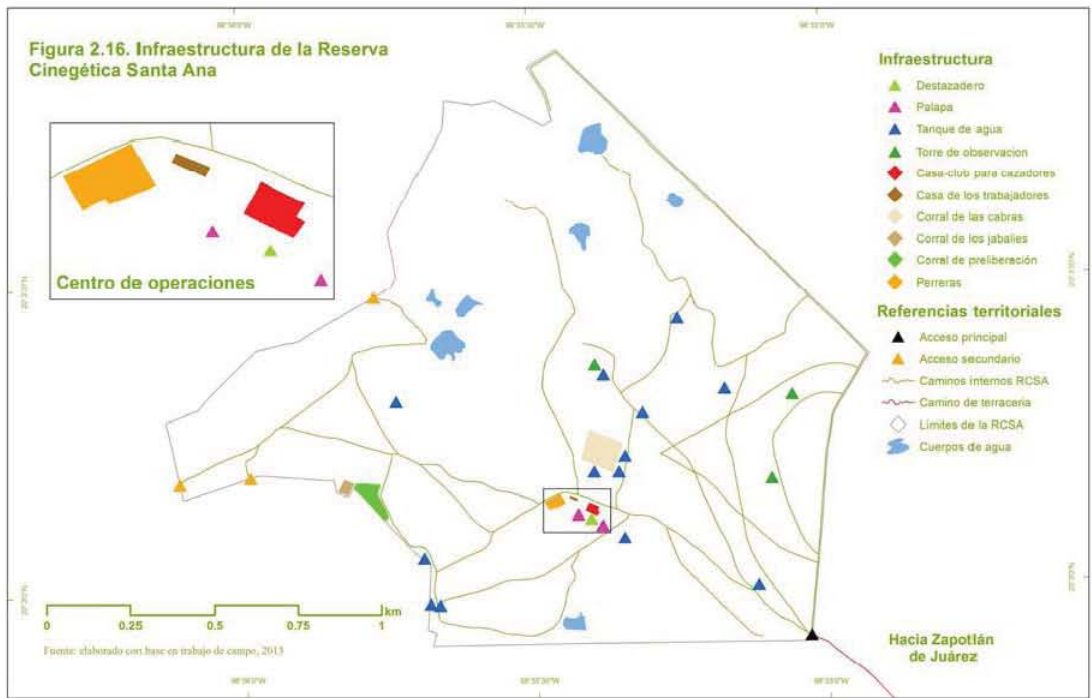 Figura 2.16. Infraestructura de la Reserva
Cinegética Santa Ana
Centro de operaciones
Infraestructura
Destazadero
Palapa
Tanque de agua
Torre de observacion
Casa-club para cazadores
Casa de los trabajadores
Corral de las cabras
Corral de los jabalíes
Corral de preliberación
Perreras
Referencias territoriales
Acceso principal
Acceso secundario
Caminos internos RCSA
Camino de terracería
Límites de la RCSA
Cuerpos de agua
km
0 0.25 0.5 0.75 1
Fuente: elaborado con base en trabajo de campo, 2013
Hacia Zapotlán
de Juárez